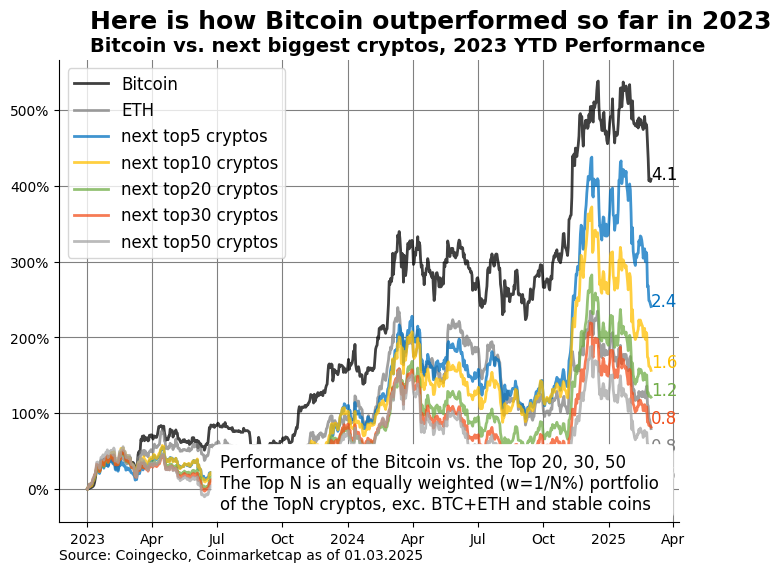 Here is how Bitcoin outperformed so far in 2023
Bitcoin vs. next biggest cryptos, 2023 YTD Performance
Bitcoin
ETH
next top5 cryptos
next top10 cryptos
next top20 cryptos
next top30 cryptos
next top50 cryptos
500%
400%
300%
200%
100%
0%
4.1
2.4
1.6
1.2
0.8
0.8
Performance of the Bitcoin vs. the Top 20, 30, 50
The Top N is an equally weighted (w=1/N%) portfolio
of the TopN cryptos, exc. BTC+ETH and stable coins
2023 Apr Jul Oct 2024 Apr Jul Oct 2025 Apr
Source: Coingecko, Coinmarketcap as of 01.03.2025